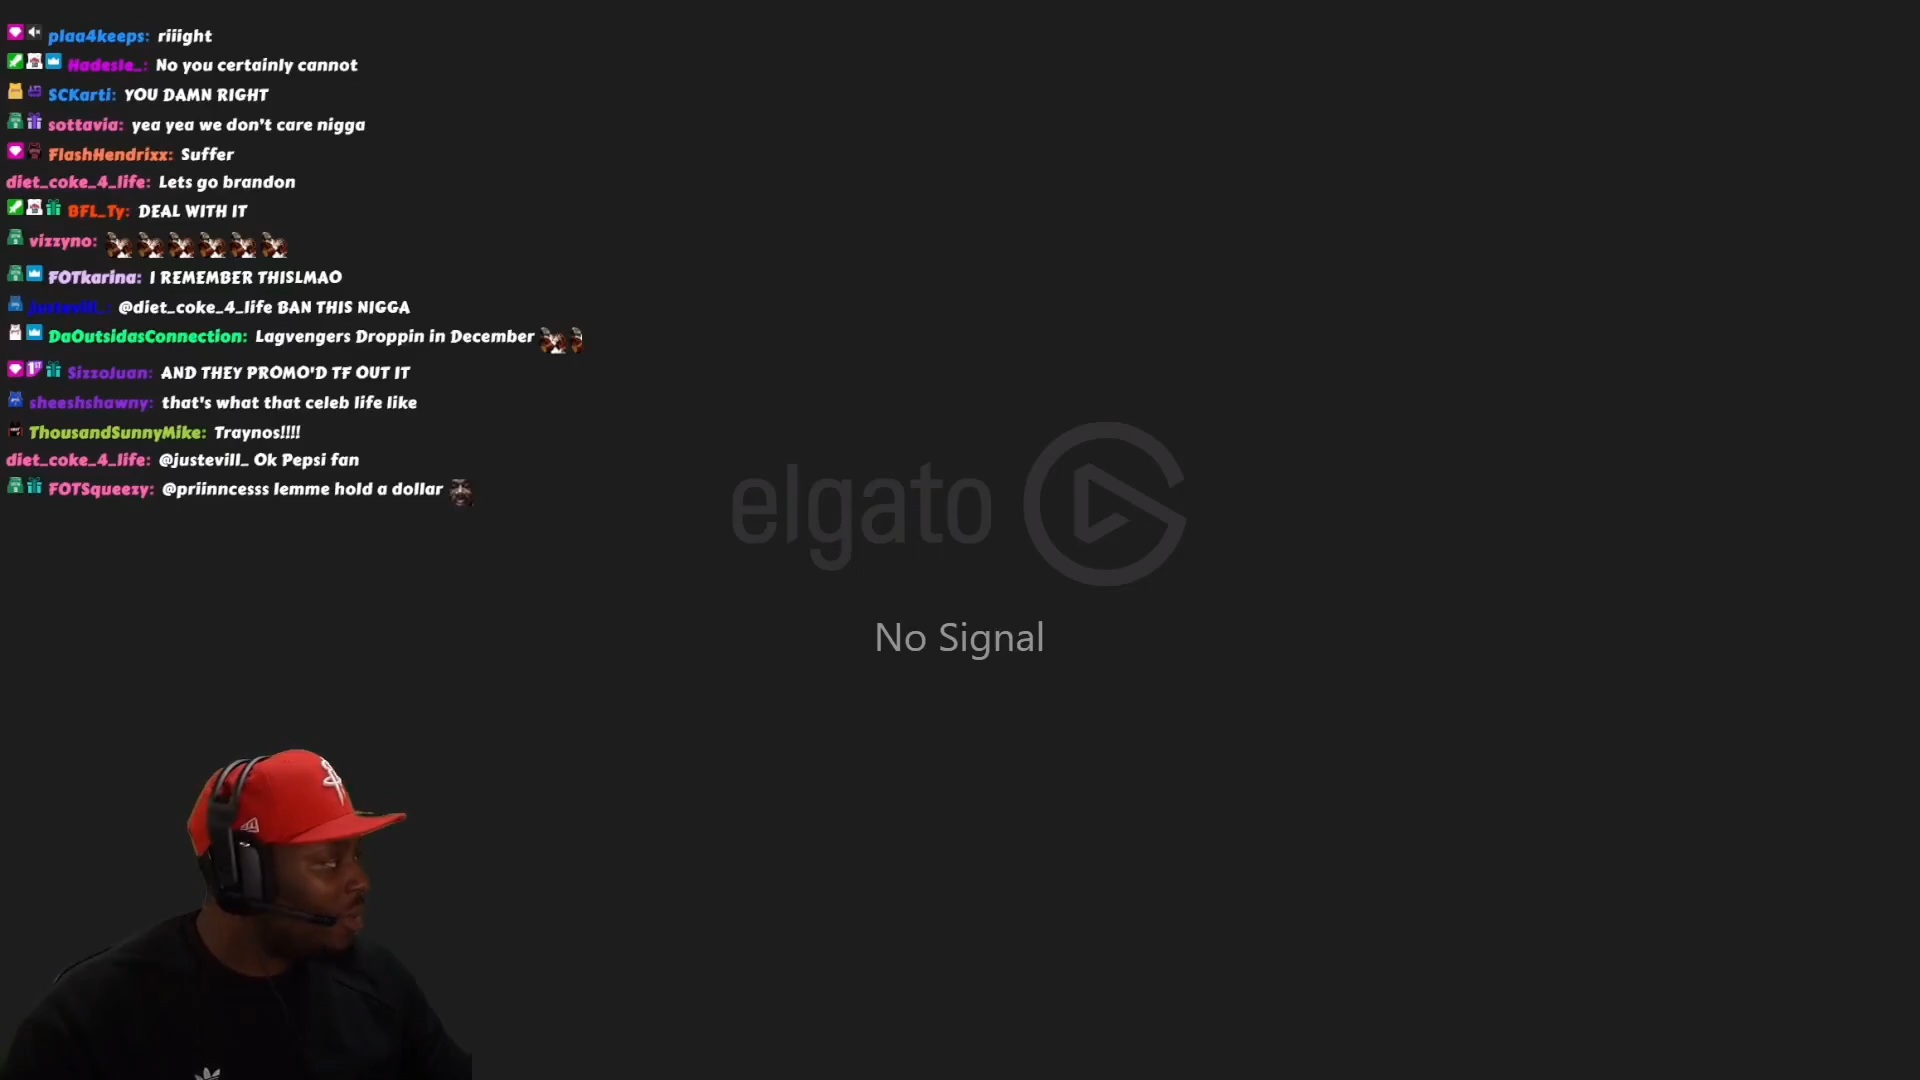 plaa4keeps: riiight
Hadesle_: No you certainly cannot
SCKarti: YOU DAMN RIGHT
sottavia: yea yea we don't care nigga
FlashHendrixx: Suffer
diet_coke_4_life: Lets go brandon
BFL_Ty: DEAL WITH IT
vizzyno:
FOTkarina: I REMEMBER THISLMAO
justevill_: @diet_coke_4_life BAN THIS NIGGA
DaOutsidasConnection: Lagvengers Droppin in December
SizzoJuan: AND THEY PROMO'D TF OUT IT
sheeshshawny: that's what that celeb life like
ThousandSunnyMike: Traynos!!!!
diet_coke_4_life: @justevill_ Ok Pepsi fan
FOTSqueezy: @priinncesss lemme hold a dollar
elgato
No Signal